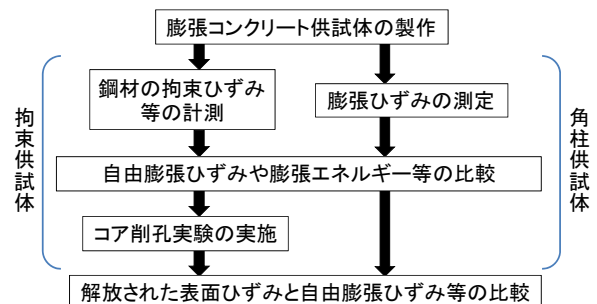 膨張コンクリート供試体の製作
鋼材の拘束ひずみ
等の計測
膨張ひずみの測定
拘束供試体
角柱供試体
自由膨張ひずみや膨張エネルギー等の比較
コア削孔実験の実施
解放された表面ひずみと自由膨張ひずみ等の比較